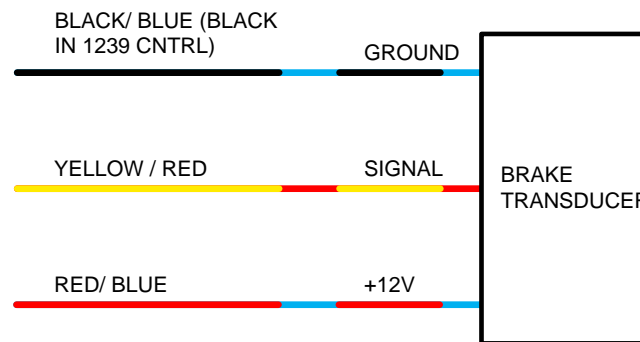 BLACK/ BLUE (BLACK
IN 1239 CNTRL)
GROUND
YELLOW / RED
SIGNAL
BRAKE
TRANSDUCER
RED/ BLUE
+12V